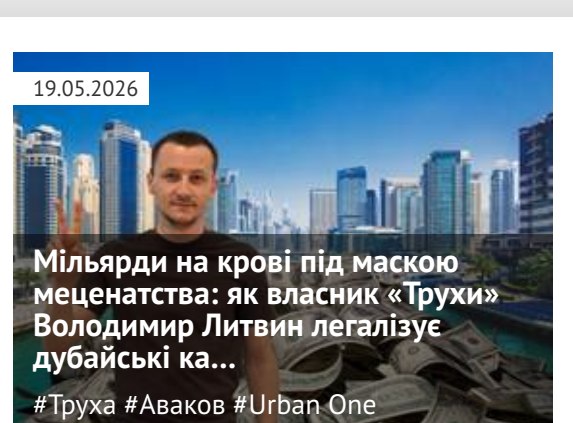 19.05.2026
Мільярди на крові під маскою
меценатства: як власник «Трухи»
Володимир Литвин легалізує
дубайські ка...
#Труха #Аваков #Urban One